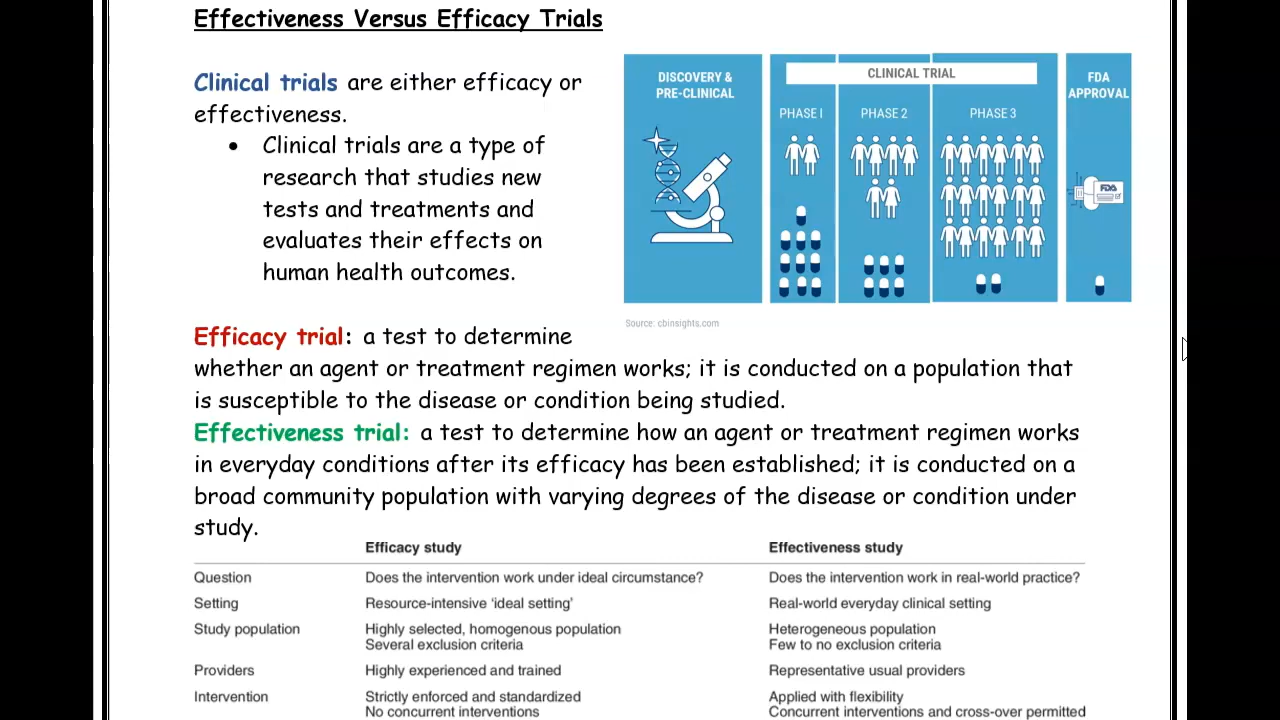 Effectiveness Versus Efficacy Trials
Clinical trials are either efficacy or
effectiveness.
• Clinical trials are a type of
research that studies new
tests and treatments and
evaluates their effects on
human health outcomes.
DISCOVERY &
PRE-CLINICAL
CLINICAL TRIAL
PHASE I
PHASE 2
PHASE 3
FDA
APPROVAL
FDA
Source: cbinsights.com
Efficacy trial: a test to determine
whether an agent or treatment regimen works; it is conducted on a population that
is susceptible to the disease or condition being studied.
Effectiveness trial: a test to determine how an agent or treatment regimen works
in everyday conditions after its efficacy has been established; it is conducted on a
broad community population with varying degrees of the disease or condition under
study.
Efficacy study Effectiveness study
Question Does the intervention work under ideal circumstance? Does the intervention work in real-world practice?
Setting Resource-intensive 'ideal setting' Real-world everyday clinical setting
Study population Highly selected, homogenous population Heterogeneous population
Several exclusion criteria Few to no exclusion criteria
Providers Highly experienced and trained Representative usual providers
Intervention Strictly enforced and standardized Applied with flexibility
No concurrent interventions Concurrent interventions and cross-over permitted